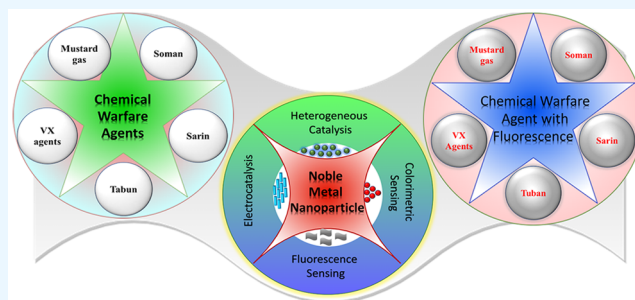 Mustard
gas
Soman
Chemical
Warfare
Agents
VX
agents
Sarin
Tabun
Heterogeneous
Catalysis
Electrocatalysis
Noble
Metal
Nanoparticle
Colorimetric
Sensing
Fluorescence
Sensing
Mustard
gas
Soman
Chemical Warfare
Agent with
Fluorescence
VX
Agents
Sarin
Tuban